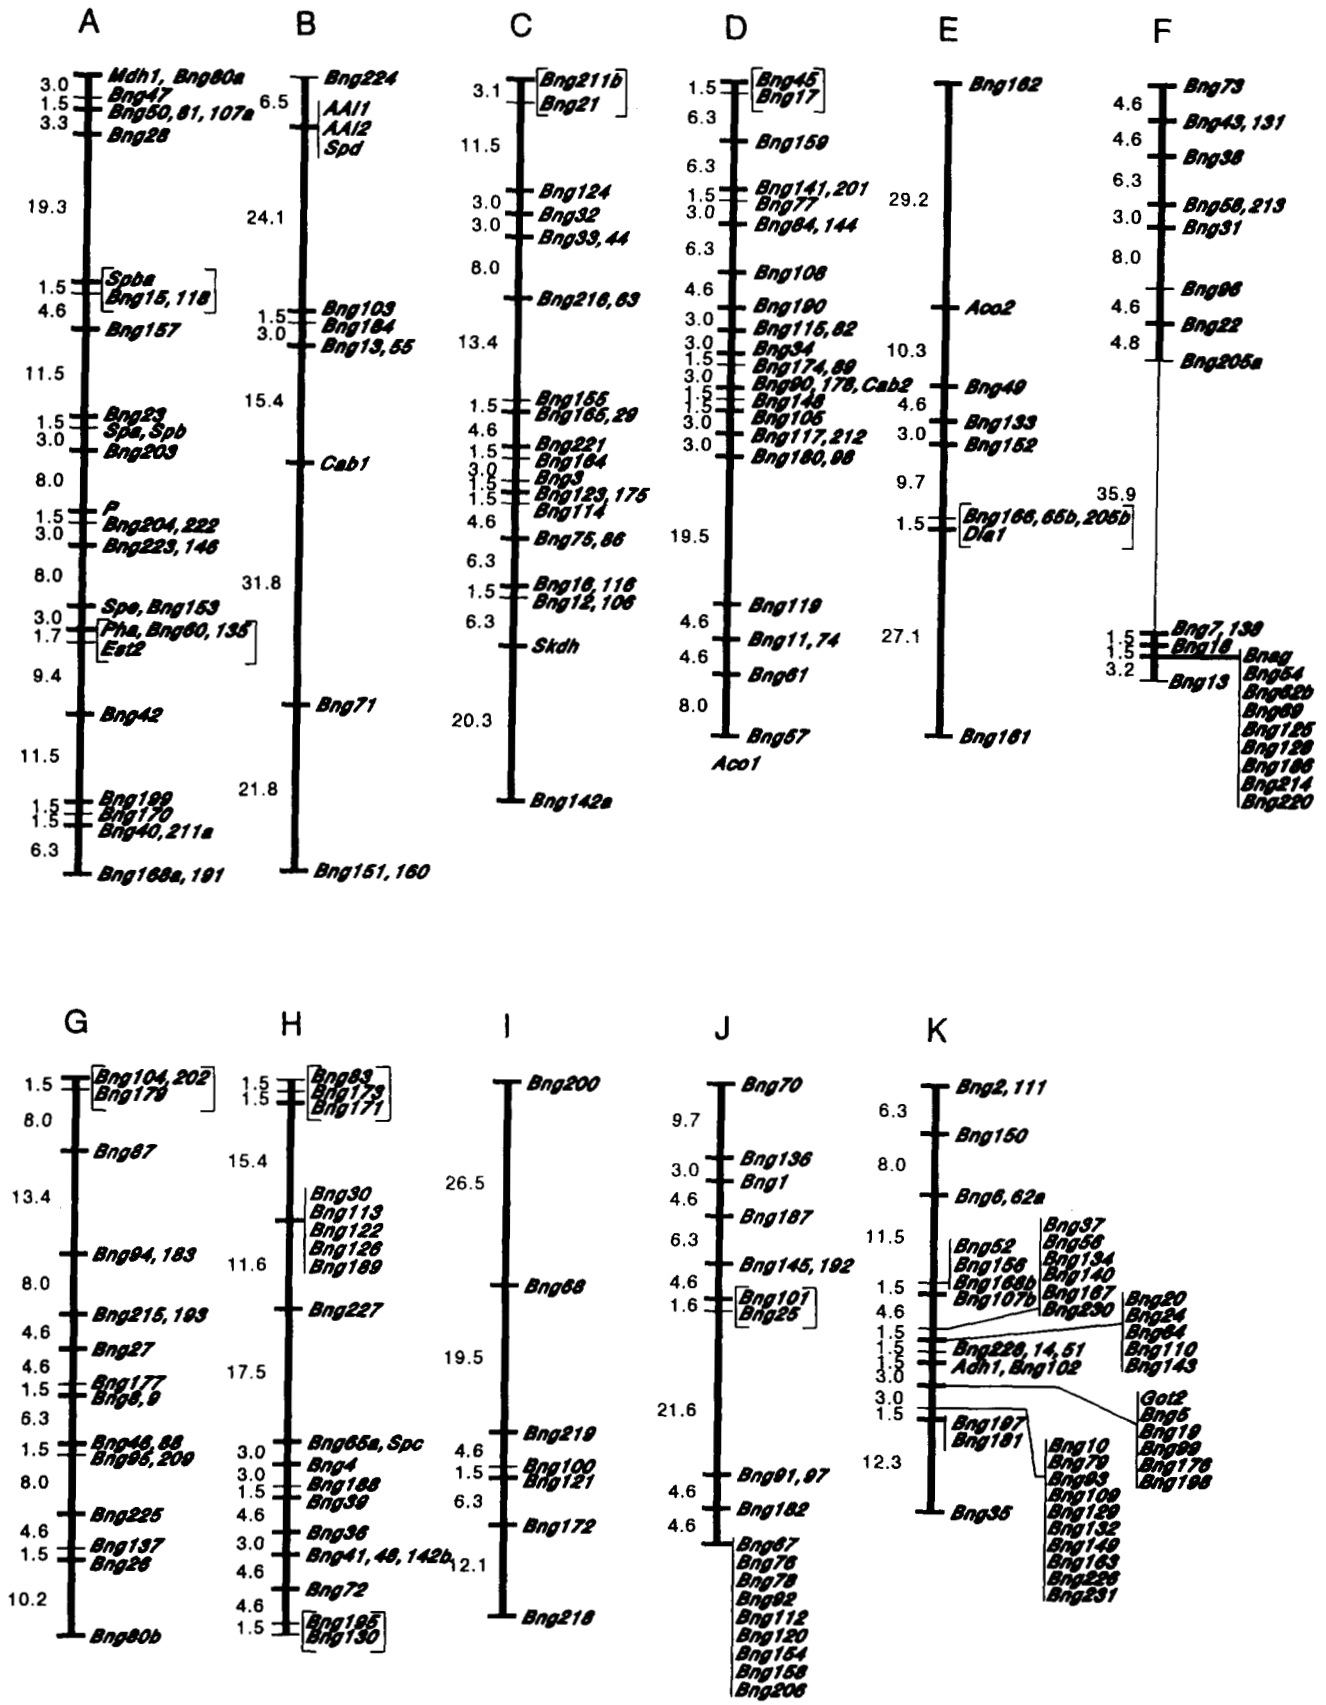 A
3.0
1.5
3.3
19.3
1.5
4.6
11.5
1.5
3.0
8.0
1.5
3.0
8.0
3.0
1.7
9.4
11.5
1.5
1.5
6.3
Mdh1, Bng80a
Bng47
Bng50, 81, 107a
Bng28
Spba
Bng15, 118
Bng157
Bng23
Spa, Spb
Bng203
P
Bng204, 222
Bng223, 146
Spe, Bng153
Pha, Bng60, 135
Est2
Bng42
Bng199
Bng170
Bng40, 211a
Bng168a, 191
B
6.5
24.1
1.5
3.0
15.4
31.8
21.8
Bng224
AAI1
AAI2
Spd
Bng103
Bng184
Bng13, 55
Cab1
Bng71
Bng151, 160
C
3.1
11.5
3.0
3.0
8.0
13.4
1.5
4.6
1.5
3.0
1.5
1.5
4.6
6.3
1.5
6.3
20.3
Bng211b
Bng21
Bng124
Bng32
Bng33, 44
Bng216, 63
Bng155
Bng165, 29
Bng221
Bng164
Bng3
Bng123, 175
Bng114
Bng75, 86
Bng16, 116
Bng12, 106
Skdh
Bng142a
D
1.5
6.3
6.3
1.5
3.0
6.3
4.6
3.0
3.0
1.5
3.0
1.5
1.5
3.0
3.0
19.5
4.6
4.6
8.0
Bng45
Bng17
Bng159
Bng141, 201
Bng77
Bng84, 144
Bng108
Bng190
Bng115, 82
Bng34
Bng174, 89
Bng90, 178, Cab2
Bng148
Bng105
Bng117, 212
Bng180, 98
Bng119
Bng11, 74
Bng61
Bng57
Aco1
E
29.2
10.3
4.6
3.0
9.7
1.5
27.1
Bng162
Aco2
Bng49
Bng133
Bng152
Bng166, 65b, 205b
Dia1
Bng161
F
4.6
4.6
6.3
3.0
8.0
4.6
4.8
35.9
1.5
1.5
3.2
Bng73
Bng43, 131
Bng38
Bng58, 213
Bng31
Bng96
Bng22
Bng205a
Bng7, 138
Bng18
Bng13
Bnag
Bng54
Bng62b
Bng69
Bng125
Bng128
Bng186
Bng214
Bng220
G
1.5
8.0
13.4
8.0
4.6
4.6
1.5
6.3
1.5
8.0
4.6
1.5
10.2
Bng104, 202
Bng179
Bng87
Bng94, 183
Bng215, 193
Bng27
Bng177
Bng8, 9
Bng46, 88
Bng95, 209
Bng225
Bng137
Bng26
Bng80b
H
1.5
1.5
15.4
11.6
17.5
3.0
3.0
1.5
4.6
3.0
4.6
4.6
1.5
Bng83
Bng173
Bng171
Bng30
Bng113
Bng122
Bng126
Bng189
Bng227
Bng65a, Spc
Bng4
Bng188
Bng39
Bng36
Bng41, 48, 142b
Bng72
Bng195
Bng130
I
26.5
19.5
4.6
1.5
6.3
12.1
Bng200
Bng68
Bng219
Bng100
Bng121
Bng172
Bng218
J
9.7
3.0
4.6
6.3
4.6
1.6
21.6
4.6
4.6
Bng70
Bng136
Bng1
Bng187
Bng145, 192
Bng101
Bng25
Bng91, 97
Bng182
Bng67
Bng76
Bng78
Bng92
Bng112
Bng120
Bng154
Bng158
Bng206
K
6.3
8.0
11.5
1.5
4.6
1.5
1.5
1.5
3.0
3.0
1.5
12.3
Bng2, 111
Bng150
Bng6, 62a
Bng52
Bng156
Bng168b
Bng107b
Bng37
Bng56
Bng134
Bng140
Bng167
Bng230
Bng20
Bng24
Bng64
Bng110
Bng143
Bng228, 14, 51
Adh1, Bng102
Got2
Bng5
Bng19
Bng99
Bng176
Bng198
Bng197
Bng181
Bng10
Bng79
Bng93
Bng109
Bng129
Bng132
Bng149
Bng163
Bng226
Bng231
Bng35